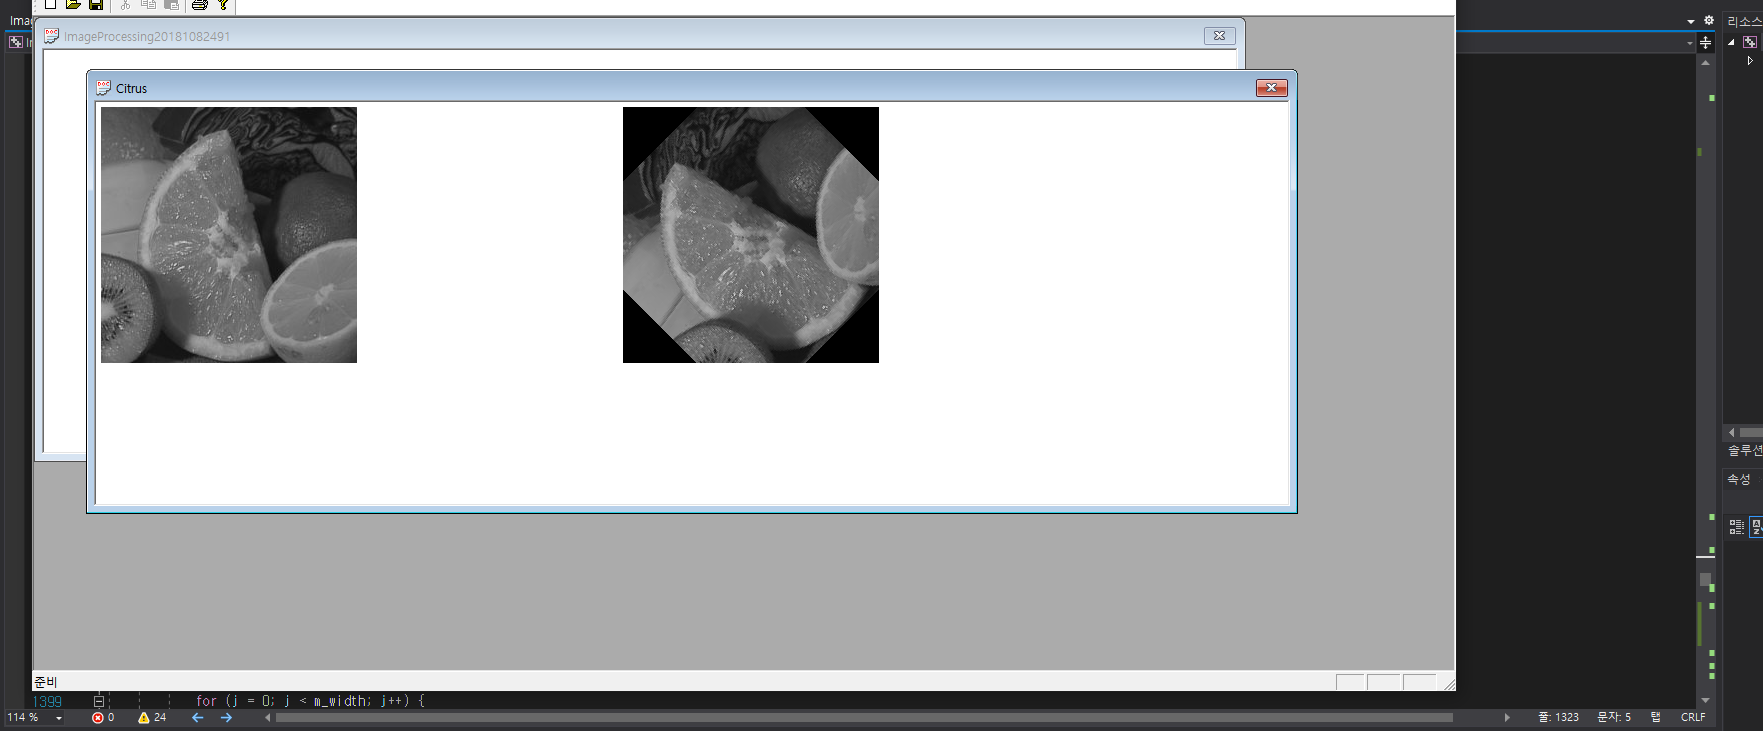 Ima
리소스
ImageProcessing20181082491
Citrus
솔루션
속성
준비
1399 for (j = 0; j < m_width; j++) {
114 % 0 24 줄: 1323 문자: 5 탭 CRLF